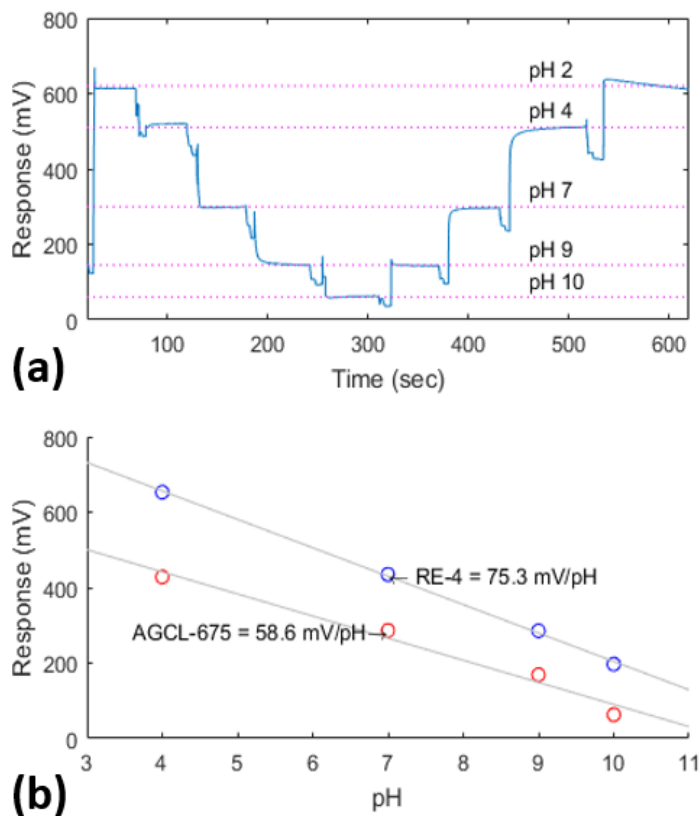 800
600
400
200
0
Response (mV)
pH 2
pH 4
pH 7
pH 9
pH 10
100 200 300 400 500 600
Time (sec)
(a)
800
600
400
200
0
Response (mV)
RE-4 = 75.3 mV/pH
AGCL-675 = 58.6 mV/pH
3 4 5 6 7 8 9 10 11
pH
(b)